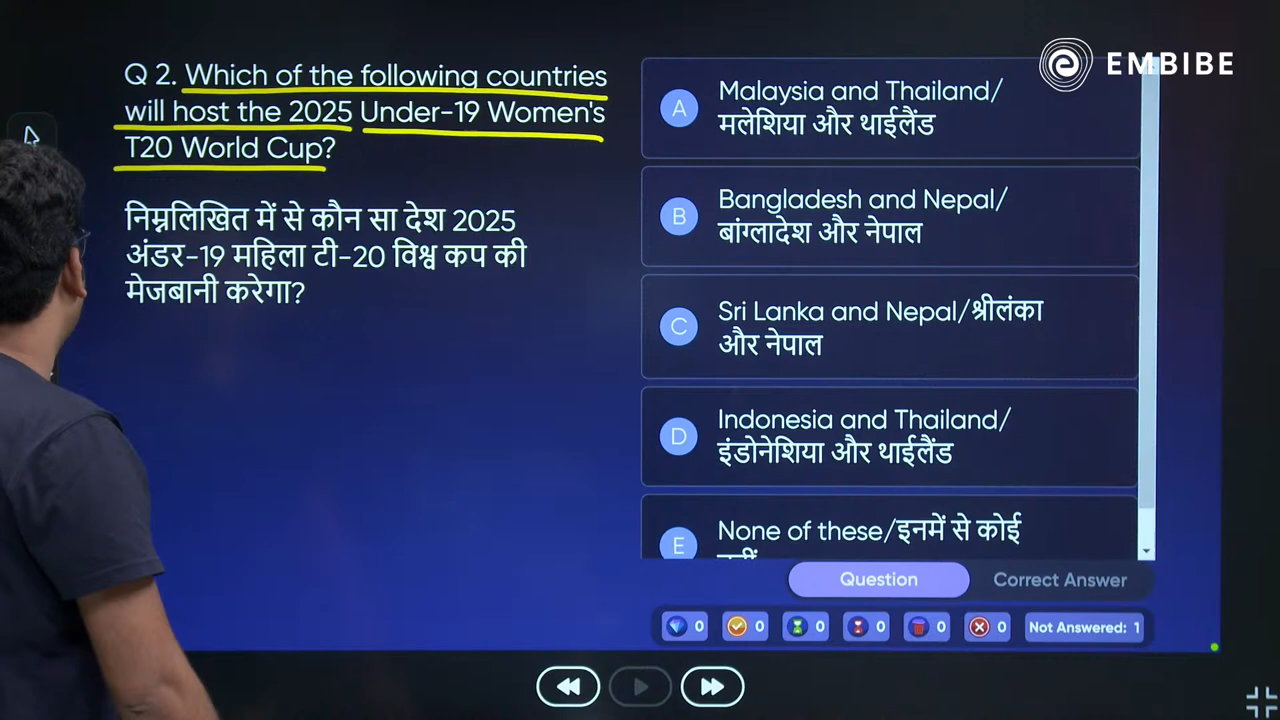 EMBIBE
Q 2. Which of the following countries
will host the 2025 Under-19 Women's
T20 World Cup?
निम्नलिखित में से कौन सा देश 2025
अंडर-19 महिला टी-20 विश्व कप की
मेजबानी करेगा?
A
Malaysia and Thailand/
मलेशिया और थाईलैंड
B
Bangladesh and Nepal/
बांग्लादेश और नेपाल
C
Sri Lanka and Nepal/श्रीलंका
और नेपाल
D
Indonesia and Thailand/
इंडोनेशिया और थाईलैंड
E
None of these/इनमें से कोई
Question
Correct Answer
0
0
0
0
0
0
Not Answered: 1